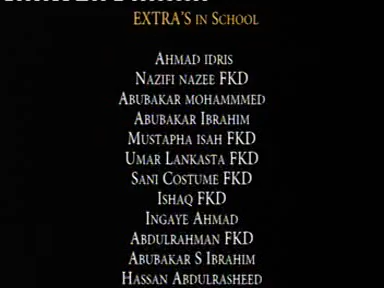 EXTRA'S IN SCHOOL
AHMAD IDRIS
NAZIFI NAZEE FKD
ABUBAKAR MOHAMMMED
ABUBAKAR IBRAHIM
MUSTAPHA ISAH FKD
UMAR LANKASTA FKD
SANI COSTUME FKD
ISHAQ FKD
INGAYE AHMAD
ABDULRAHMAN FKD
ABUBAKAR S IBRAHIM
HASSAN ABDULRASHEED